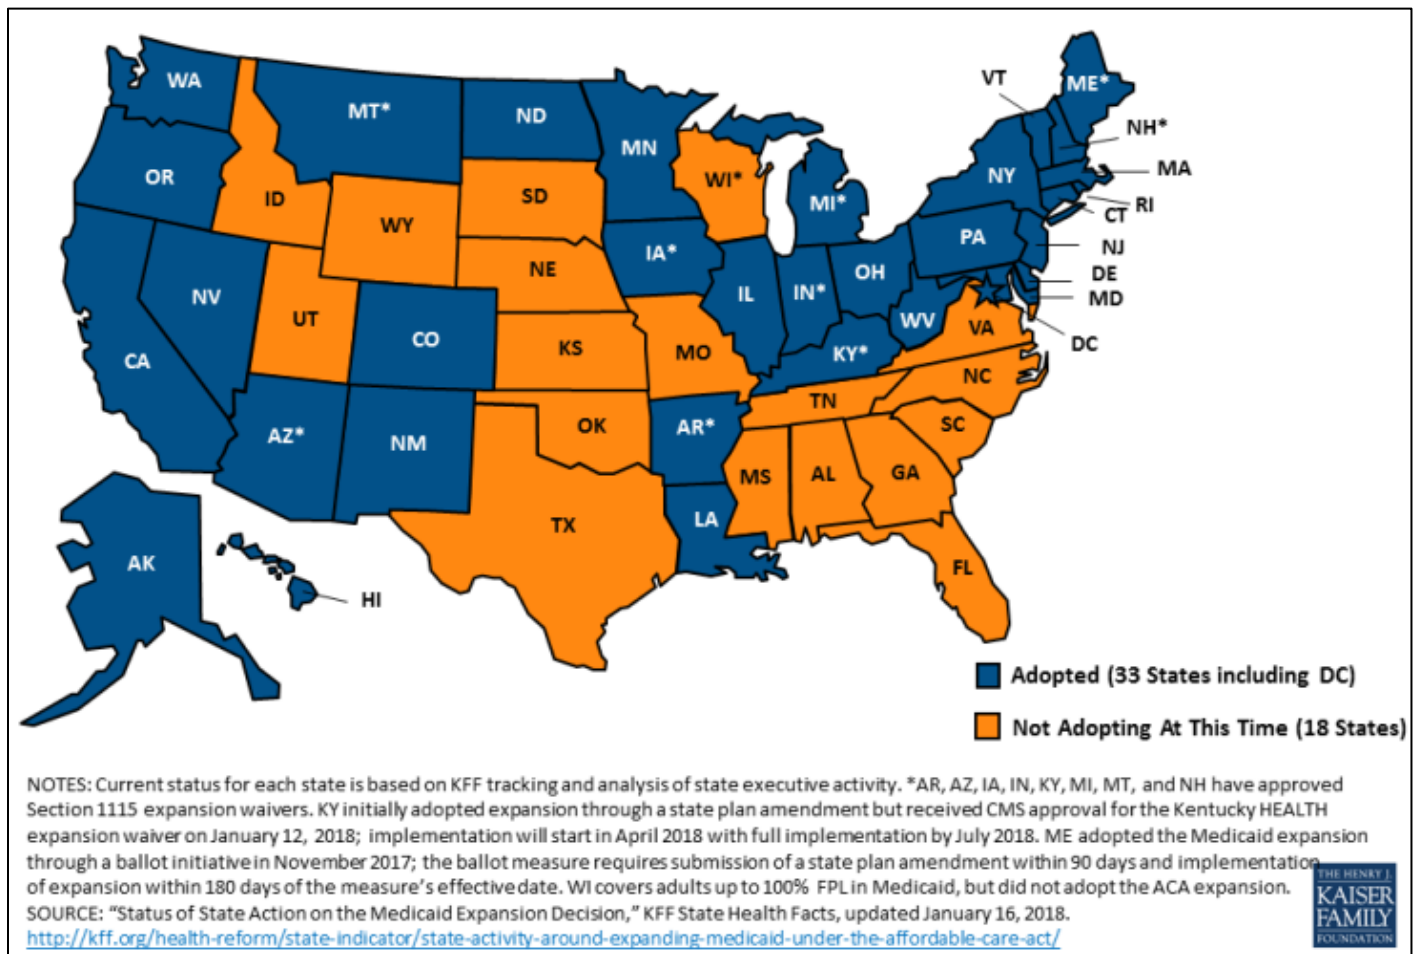 WA
MT*
ND
MN
VT
ME*
NH*
MA
OR
ID
WY
SD
WI*
MI*
NY
RI
CT
PA
NJ
NV
UT
NE
IA*
IL
IN*
OH
DE
MD
WV
VA
DC
CA
CO
KS
MO
KY*
NC
TN
AZ*
NM
OK
AR*
SC
MS
AL
GA
TX
LA
FL
AK
HI
Adopted (33 States including DC)
Not Adopting At This Time (18 States)
NOTES: Current status for each state is based on KFF tracking and analysis of state executive activity. *AR, AZ, IA, IN, KY, MI, MT, and NH have approved
Section 1115 expansion waivers. KY initially adopted expansion through a state plan amendment but received CMS approval for the Kentucky HEALTH
expansion waiver on January 12, 2018; implementation will start in April 2018 with full implementation by July 2018. ME adopted the Medicaid expansion
through a ballot initiative in November 2017; the ballot measure requires submission of a state plan amendment within 90 days and implementation
of expansion within 180 days of the measure's effective date. WI covers adults up to 100% FPL in Medicaid, but did not adopt the ACA expansion.
SOURCE: "Status of State Action on the Medicaid Expansion Decision," KFF State Health Facts, updated January 16, 2018.
http://kff.org/health-reform/state-indicator/state-activity-around-expanding-medicaid-under-the-affordable-care-act/
THE HENRY J.
KAISER
FAMILY
FOUNDATION